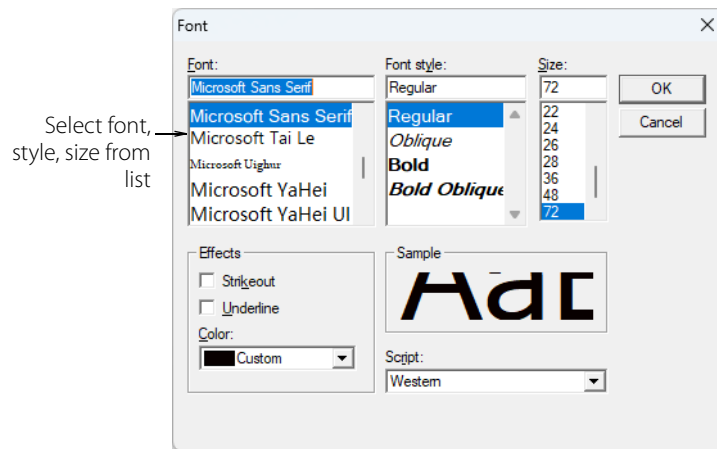 Font
Font: Font style: Size:
Microsoft Sans Serif Regular 72 OK
Cancel
Microsoft Sans Serif
Microsoft Tai Le
Microsoft Uighur
Microsoft YaHei
Microsoft YaHei UI
Regular
Oblique
Bold
Bold Oblique
22
24
26
28
36
48
72
Select font,
style, size from
list
Effects
Strikeout
Underline
Color:
Custom
Sample
Script:
Western